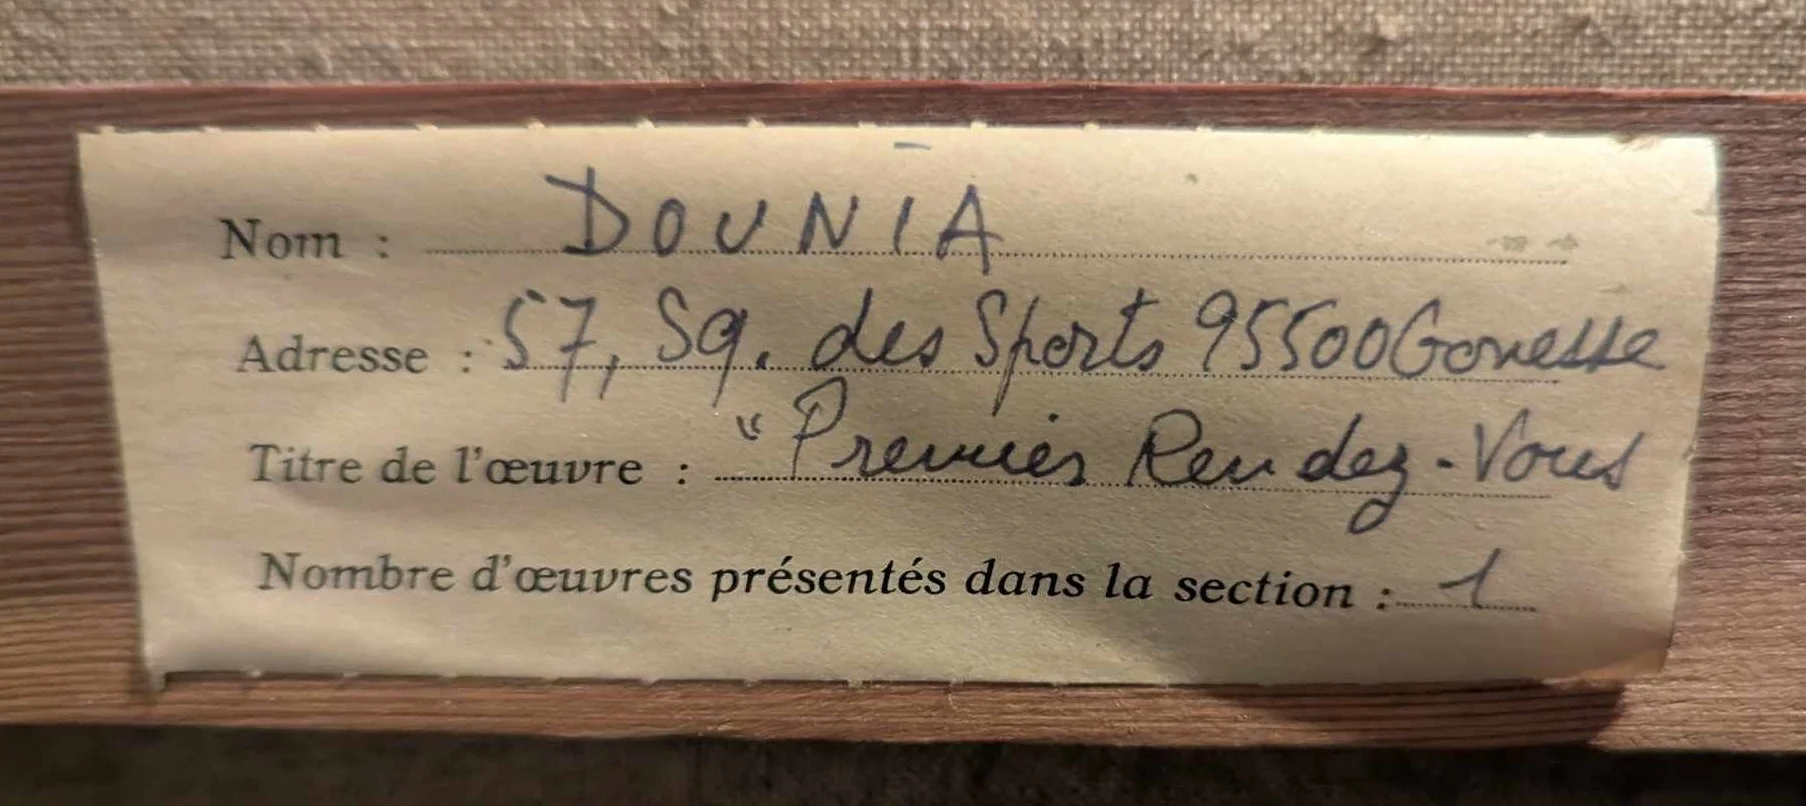 Nom : DOUNIA
Adresse : 57, Sq. des Sports 95500 Gonesse
Titre de l'œuvre : "Premier Rendez-Vous
Nombre d'œuvres présentés dans la section : 1